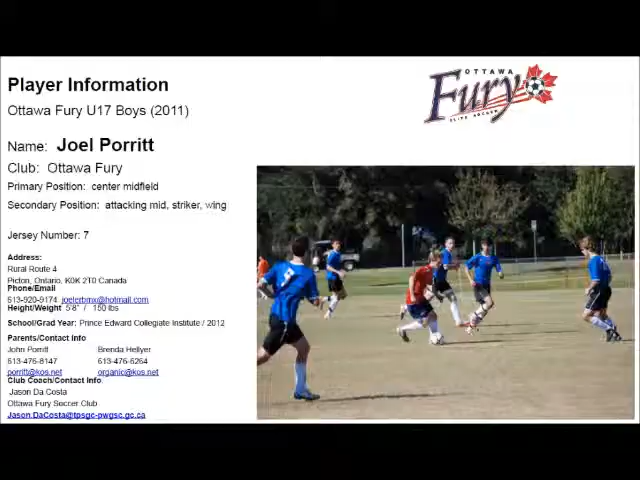 OTTAWA
Fury
ELITE SOCCER
Player Information
Ottawa Fury U17 Boys (2011)
Name: Joel Porritt
Club: Ottawa Fury
Primary Position: center midfield
Secondary Position: attacking mid, striker, wing
Jersey Number: 7
Address:
Rural Route 4
Picton, Ontario, K0K 2T0 Canada
Phone/Email
613-920-9174, joelcrbmx@hotmail.com
Height/Weight 5'8" / 150 lbs
School/Grad Year: Prince Edward Collegiate Institute / 2012
Parents/Contact Info
John Porritt Brenda Hellyer
613-476-8147 613-476-5264
porritt@kos.net organic@kos.net
Club Coach/Contact Info
Jason Da Costa
Ottawa Fury Soccer Club
Jason.DaCosta@tpsgc-pwgsc.gc.ca
7